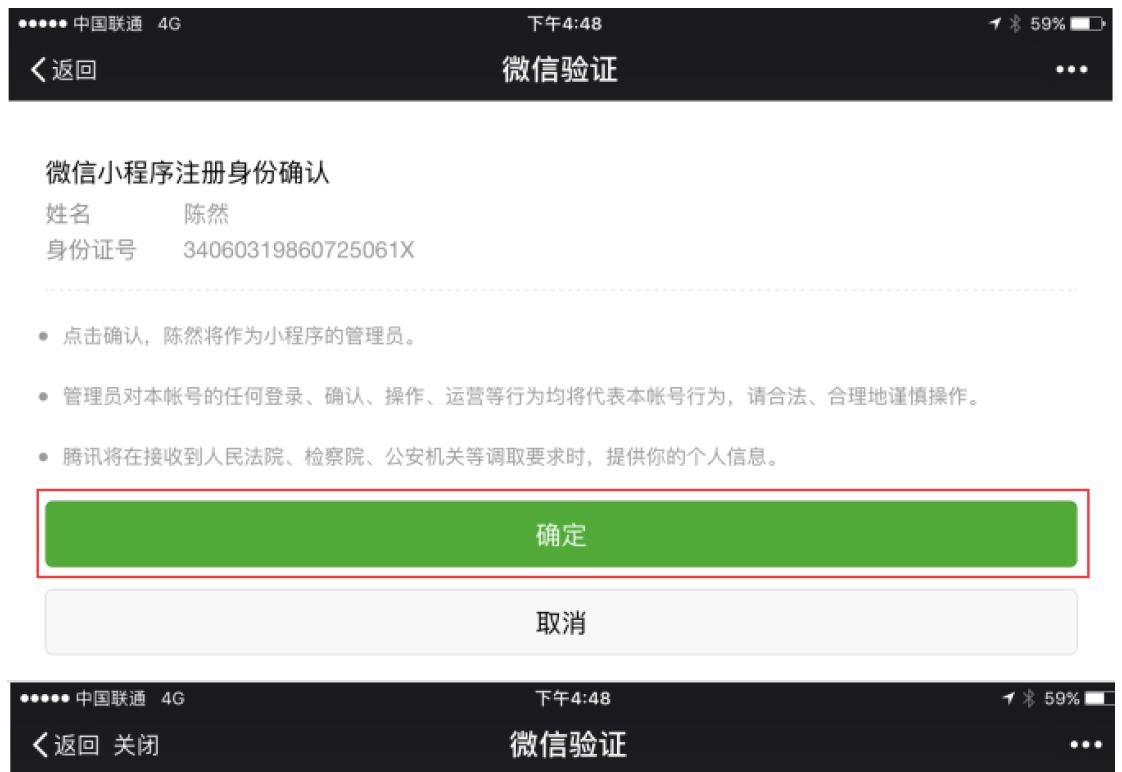 中国联通 4G 下午4:48 59%
返回 微信验证
微信小程序注册身份确认
姓名 陈然
身份证号 34060319860725061X
点击确认，陈然将作为小程序的管理员。
管理员对本帐号的任何登录、确认、操作、运营等行为均将代表本帐号行为，请合法、合理地谨慎操作。
腾讯将在接收到人民法院、检察院、公安机关等调取要求时，提供你的个人信息。
确定
取消
中国联通 4G 下午4:48 59%
返回 关闭 微信验证